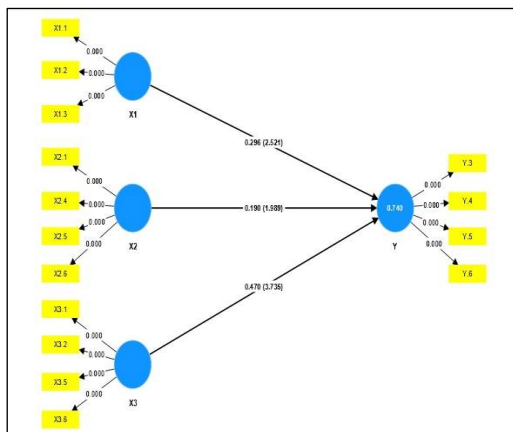 X1.1
0.000
X1.2
0.000
0.000
X1.3
X1
0.296 (2.521)
X2.1
0.000
X2.4
0.000
X2.5
0.000
0.000
X2.6
X2
0.190 (1.989)
X3.1
0.000
X3.2
0.000
X3.5
0.000
0.000
X3.6
X3
0.470 (3.735)
0.740
Y
Y.3
0.000
Y.4
0.000
Y.5
0.000
0.000
Y.6